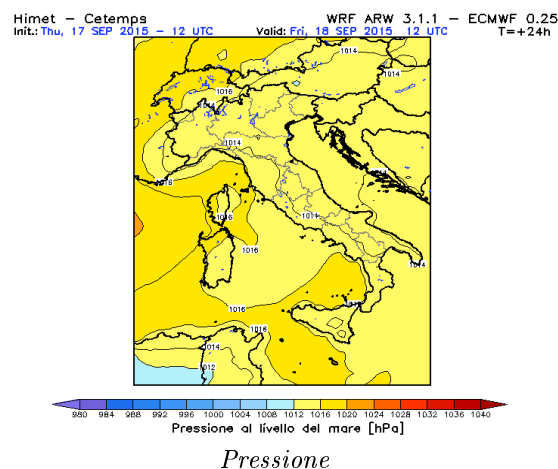 Himet – Cetemps WRF ARW 3.1.1 – ECMWF 0.25
Init.: Thu, 17 SEP 2015 – 12 UTC Valid: Fri, 18 SEP 2015 12 UTC T=+24h
1014
1014
1016
1014
1016
1014
1016
1014
1016
1014
1016
1016
1014
1012
980 984 988 992 996 1000 1004 1008 1012 1016 1020 1024 1028 1032 1036 1040
Pressione al livello del mare [hPa]
Pressione